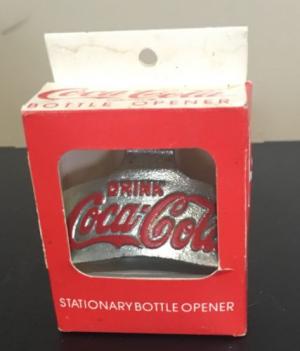 Coca-Cola
BOTTLE OPENER
DRINK
Coca-Cola
STATIONARY BOTTLE OPENER